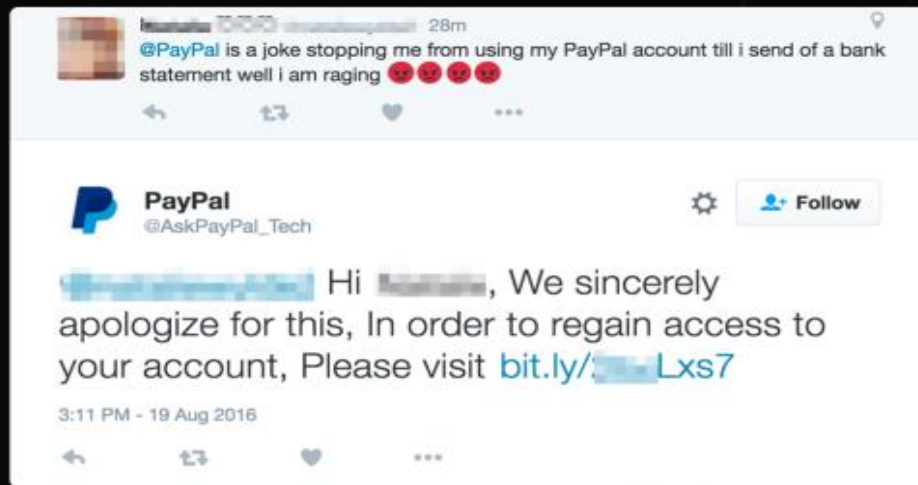 28m
@PayPal is a joke stopping me from using my PayPal account till i send of a bank
statement well i am raging 😡😡😡😡
PayPal
@AskPayPal_Tech
Follow
Hi , We sincerely
apologize for this, In order to regain access to
your account, Please visit bit.ly/ Lxs7
3:11 PM - 19 Aug 2016